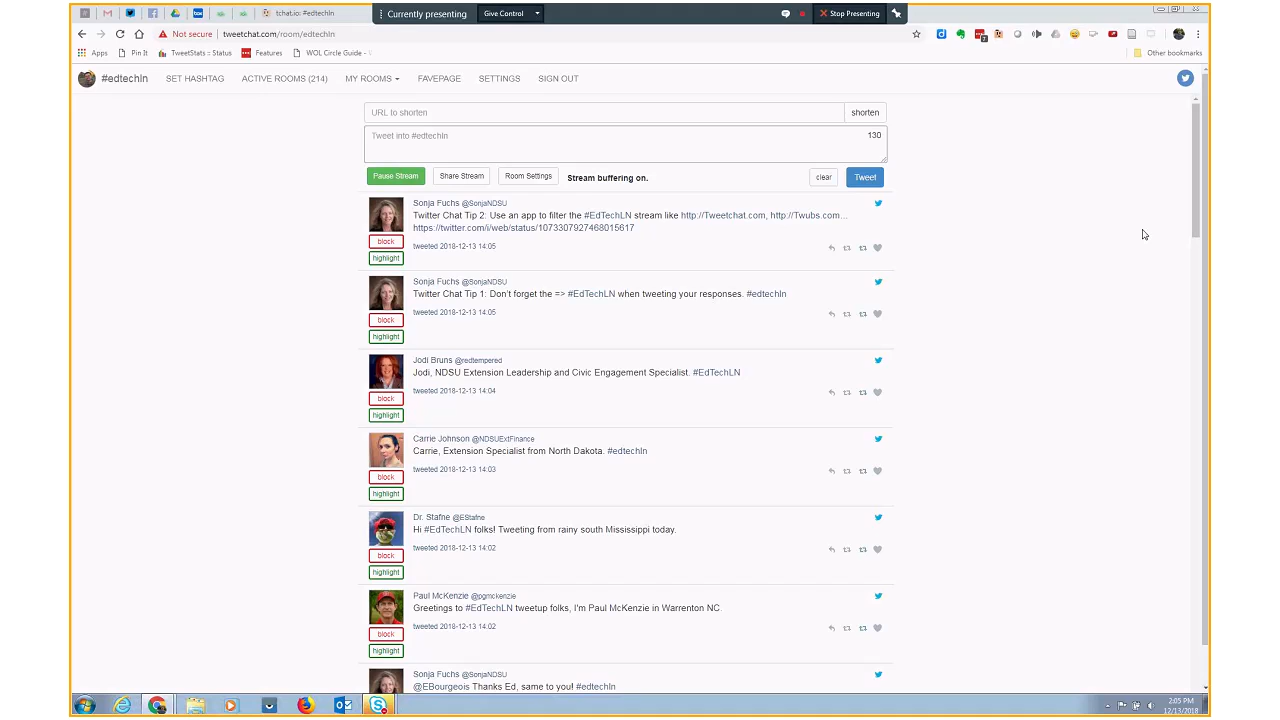 Currently presenting
Give Control
Stop Presenting
tchat.io: #edtechln
Not secure
tweetchat.com/room/edtechln
Apps
Pin It
TweetStats :: Status
Features
WOL Circle Guide - V
Other bookmarks
#edtechln
SET HASHTAG
ACTIVE ROOMS (214)
MY ROOMS
FAVEPAGE
SETTINGS
SIGN OUT
URL to shorten
shorten
Tweet into #edtechln
130
Pause Stream
Share Stream
Room Settings
Stream buffering on.
clear
Tweet
Sonja Fuchs @SonjaNDSU
Twitter Chat Tip 2: Use an app to filter the #EdTechLN stream like http://Tweetchat.com, http://Twubs.com…
https://twitter.com/i/web/status/1073307927468015617
block
tweeted 2018-12-13 14:05
highlight
Sonja Fuchs @SonjaNDSU
Twitter Chat Tip 1: Don't forget the => #EdTechLN when tweeting your responses. #edtechln
tweeted 2018-12-13 14:05
block
highlight
Jodi Bruns @redtempered
Jodi, NDSU Extension Leadership and Civic Engagement Specialist. #EdTechLN
tweeted 2018-12-13 14:04
block
highlight
Carrie Johnson @NDSUExtFinance
Carrie, Extension Specialist from North Dakota. #edtechln
tweeted 2018-12-13 14:03
block
highlight
Dr. Stafne @EStafne
Hi #EdTechLN folks! Tweeting from rainy south Mississippi today.
tweeted 2018-12-13 14:02
block
highlight
Paul McKenzie @pgmckenzie
Greetings to #EdTechLN tweetup folks, I'm Paul McKenzie in Warrenton NC.
tweeted 2018-12-13 14:02
block
highlight
Sonja Fuchs @SonjaNDSU
@EBourgeois Thanks Ed, same to you! #edtechln
2:05 PM
12/13/2018